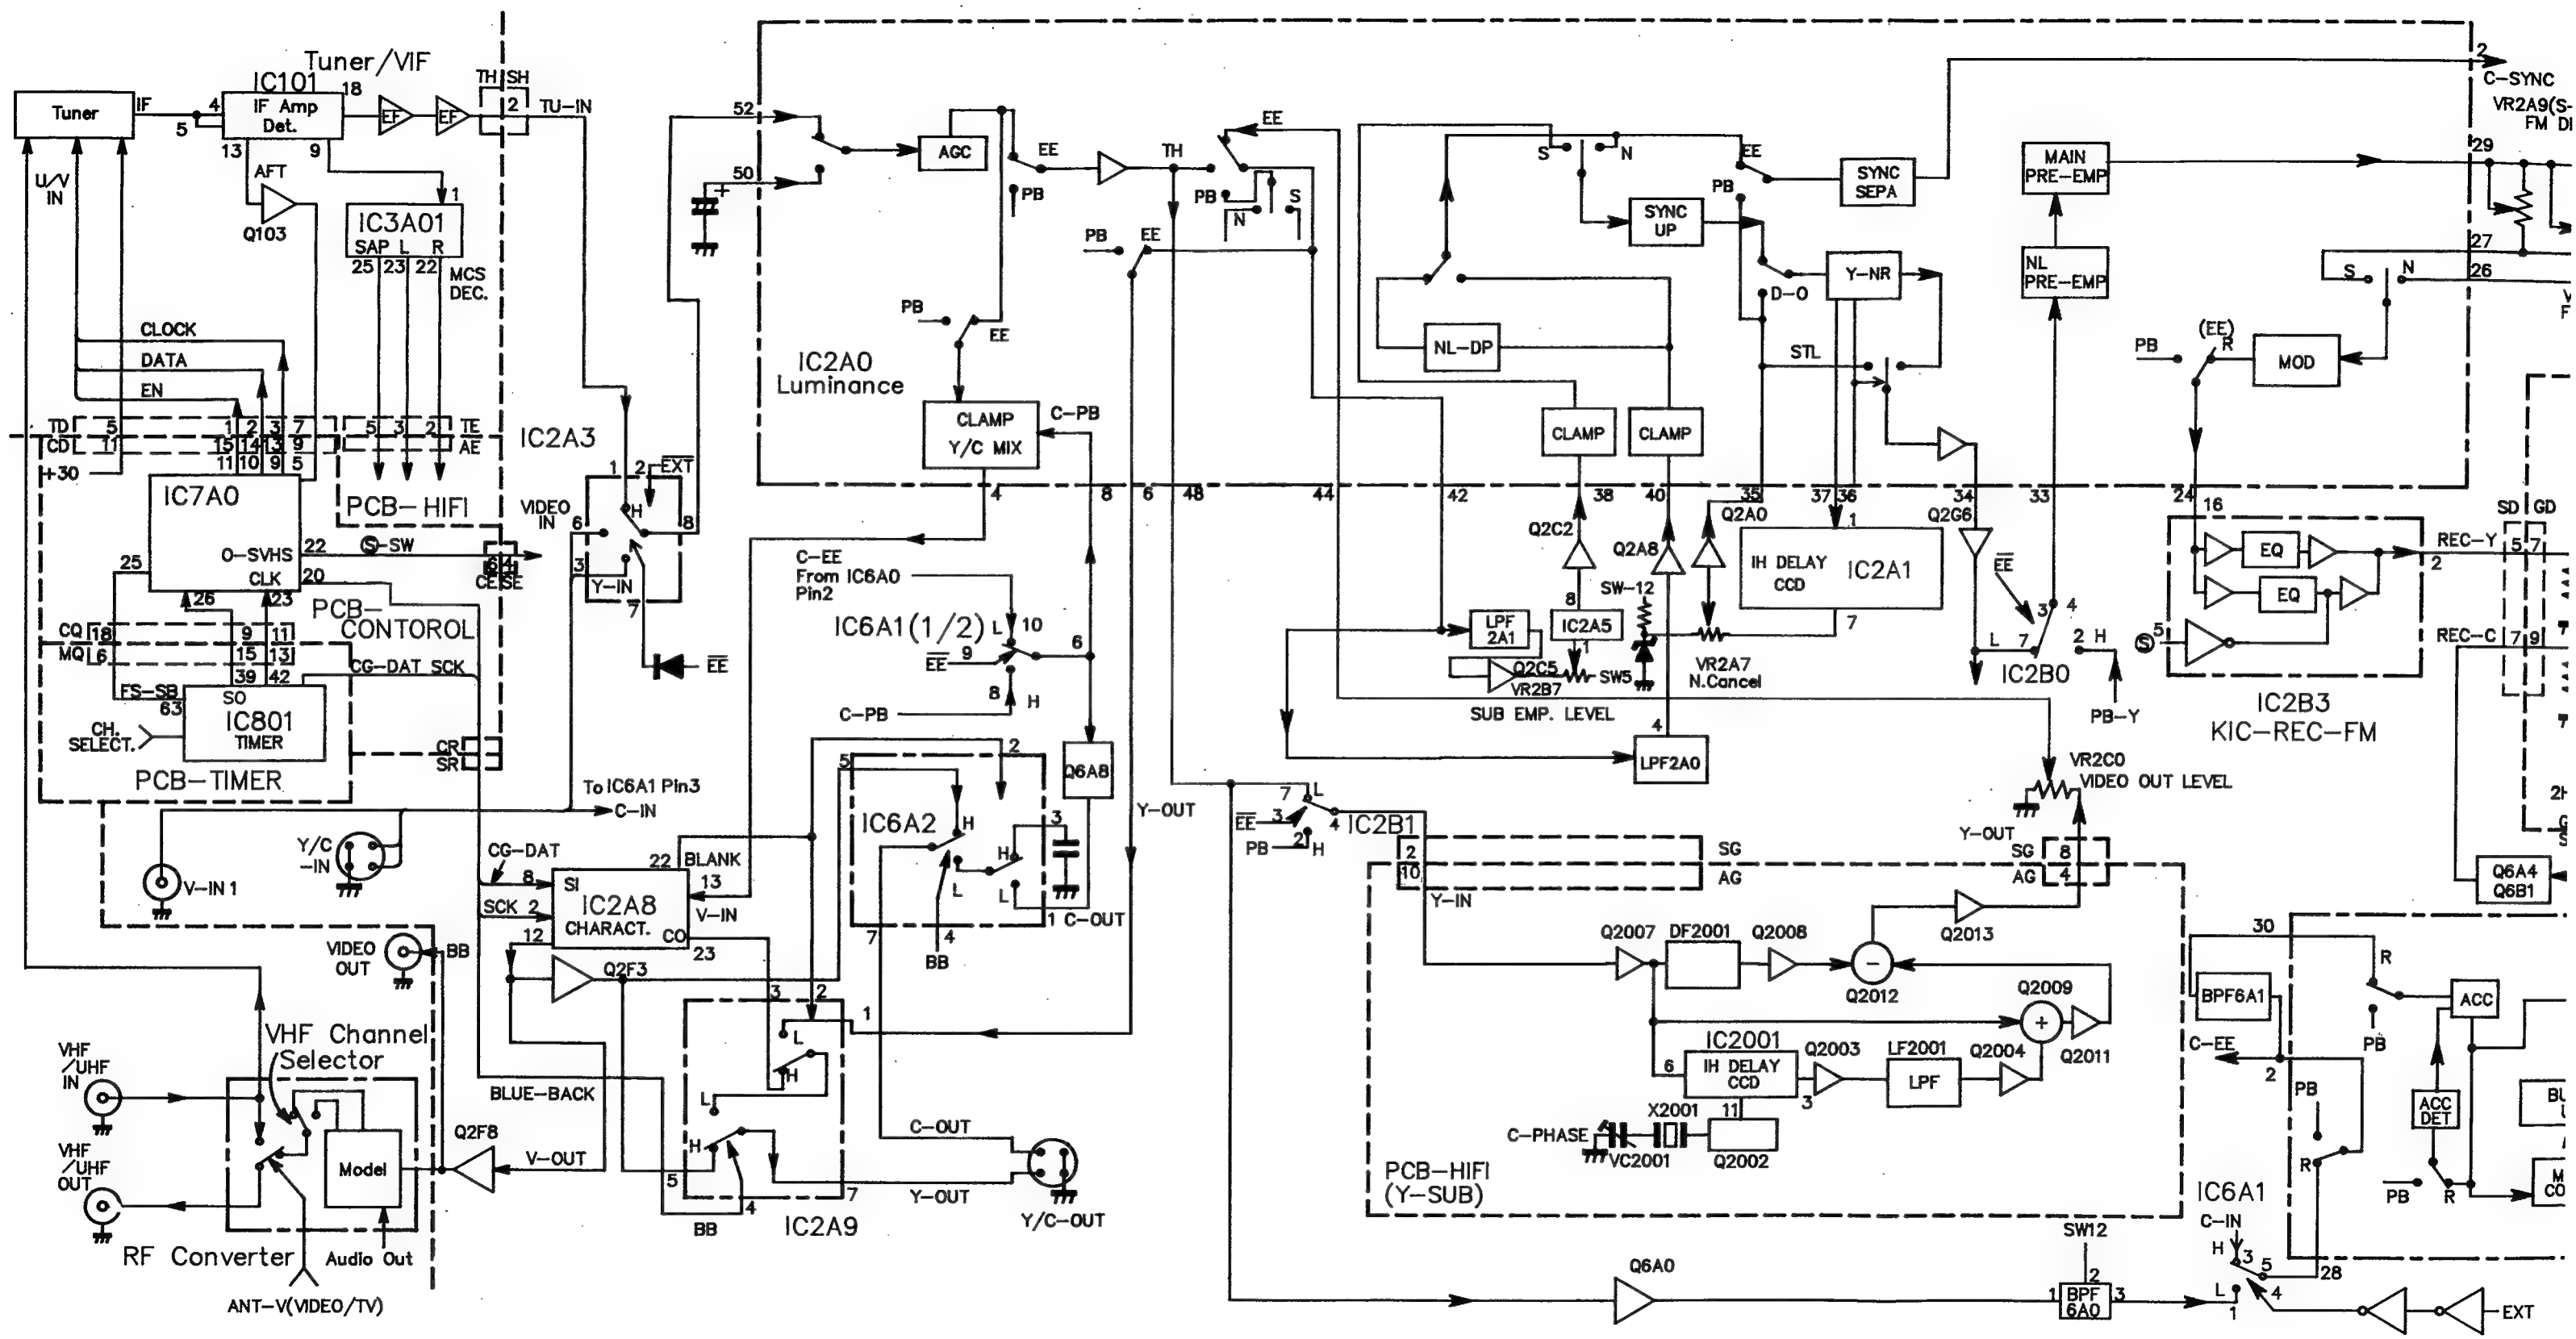 Tuner/VIF
IC101
18
Tuner
IF
4
5
IF Amp
Det.
EF
EF
TH
SH
2
TU-IN
13
9
AFT
U/V
IN
Q103
1
IC3A01
SAP L R
25 23 22
MCS
DEC.
CLOCK
DATA
EN
TD
5
1 2 3 7
5 3 2
TE
CD
11
15 14 13 9
AE
+30
11 10 9 5
IC7A0
PCB-HIFI
25
O-SVHS
22
Ⓢ-SW
6 4
CE SE
CLK
20
26
23
PCB-
CONTOROL
CQ
18
9 11
MQ
6
15 13
CG-DAT SCK
39 42
FS-SB
63
SO
IC801
TIMER
CH.
SELECT.
CR
SR
PCB-TIMER
Y/C
-IN
V-IN 1
To IC6A1 Pin3
C-IN
VIDEO
OUT
BB
VHF Channel
Selector
VHF
/UHF
IN
VHF
/UHF
OUT
Model
Q2F8
V-OUT
RF Converter
Audio Out
ANT-V(VIDEO/TV)
IC2A3
1 2
EXT
VIDEO
IN
6
H
8
3
Y-IN
7
EE
CG-DAT
22
BLANK
8
SI
13
IC2A8
CHARACT.
V-IN
SCK 2
12
CO
23
Q2F3
BLUE-BACK
3
2
1
L
H
L
H
5
4
7
BB
IC2A9
C-OUT
Y-OUT
Y/C-OUT
52
50
+
AGC
EE
PB
TH
EE
PB
N
S
PB
EE
PB
EE
IC2A0
Luminance
CLAMP
Y/C MIX
C-PB
4
8
6
48
44
42
38
40
35
37
36
34
33
24
C-EE
From IC6A0
Pin2
IC6A1(1/2)
L
10
EE
9
6
8
H
C-PB
2
5
Q6A8
IC6A2
H
3
H
L
L
1 C-OUT
7
4
BB
Y-OUT
S
N
EE
PB
SYNC
SEPA
SYNC
UP
Y-NR
D-O
NL-DP
STL
CLAMP
CLAMP
MAIN
PRE-EMP
NL
PRE-EMP
2
C-SYNC
VR2A9(S-
FM
29
27
26
S
N
(EE)
PB
R
MOD
Q2C2
Q2A8
Q2A0
1
IH DELAY
CCD
IC2A1
7
Q2G6
EE
3
4
L
7
2 H
IC2B0
PB-Y
SW-12
8
LPF
2A1
IC2A5
1
Q2C5
VR2B7
SW5
VR2A7
N.Cancel
SUB EMP. LEVEL
4
LPF2A0
16
EQ
EQ
Ⓢ
5
2
REC-Y
REC-C
SD
GD
5 7
7 9
IC2B3
KIC-REC-FM
VR2C0
VIDEO OUT LEVEL
7
L
EE
3
4
2
PB
H
IC2B1
2
SG
10
AG
Y-IN
Y-OUT
SG
8
AG
4
Q2007
DF2001
Q2008
-
Q2012
Q2013
Q2009
+
Q2011
IC2001
6
IH DELAY
CCD
3
Q2003
LF2001
LPF
Q2004
11
X2001
C-PHASE
VC2001
Q2002
PCB-HIFI
(Y-SUB)
Q6A0
SW12
2
1
BPF
6A0
3
Q6A4
Q6B1
30
R
BPF6A1
ACC
PB
C-EE
2
PB
ACC
DET
R
PB
R
IC6A1
C-IN
H
3
5
28
L
4
1
EXT